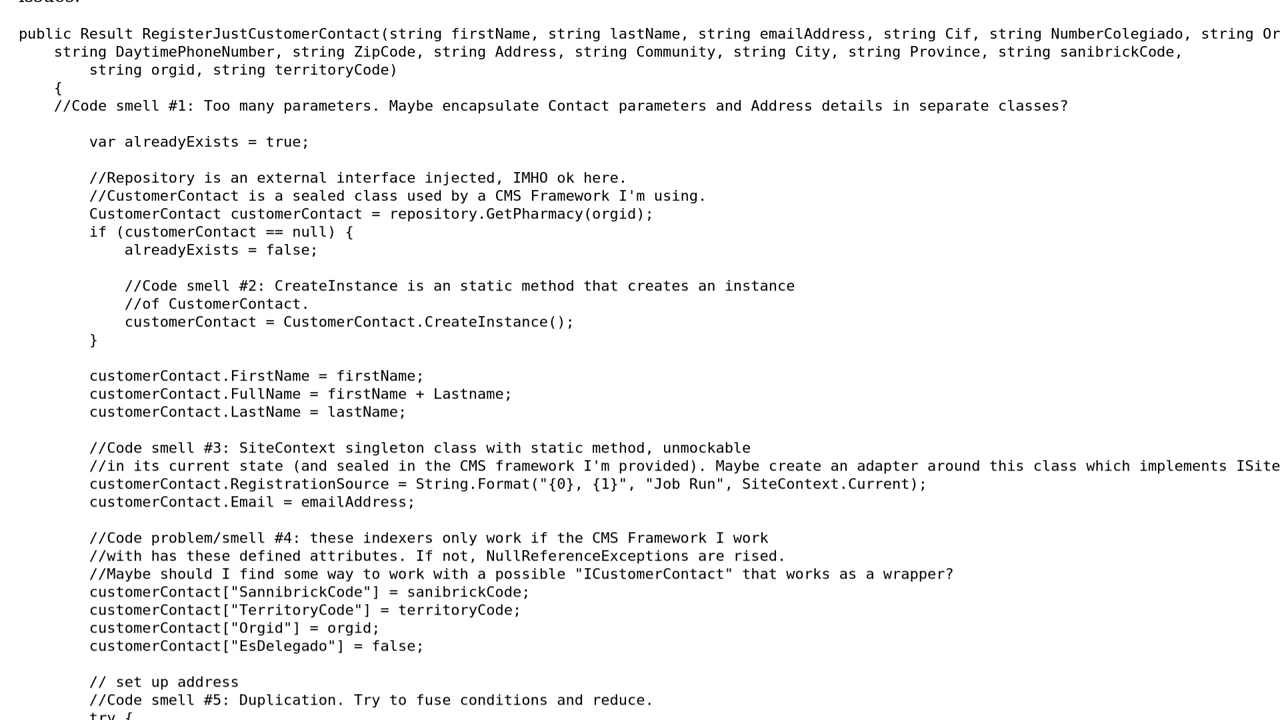 issues.
public Result RegisterJustCustomerContact(string firstName, string lastName, string emailAddress, string Cif, string NumberColegiado, string Or
string DaytimePhoneNumber, string ZipCode, string Address, string Community, string City, string Province, string sanibrickCode,
string orgid, string territoryCode)
{
//Code smell #1: Too many parameters. Maybe encapsulate Contact parameters and Address details in separate classes?
var alreadyExists = true;
//Repository is an external interface injected, IMHO ok here.
//CustomerContact is a sealed class used by a CMS Framework I'm using.
CustomerContact customerContact = repository.GetPharmacy(orgid);
if (customerContact == null) {
alreadyExists = false;
//Code smell #2: CreateInstance is an static method that creates an instance
//of CustomerContact.
customerContact = CustomerContact.CreateInstance();
}
customerContact.FirstName = firstName;
customerContact.FullName = firstName + Lastname;
customerContact.LastName = lastName;
//Code smell #3: SiteContext singleton class with static method, unmockable
//in its current state (and sealed in the CMS framework I'm provided). Maybe create an adapter around this class which implements ISite
customerContact.RegistrationSource = String.Format("{0}, {1}", "Job Run", SiteContext.Current);
customerContact.Email = emailAddress;
//Code problem/smell #4: these indexers only work if the CMS Framework I work
//with has these defined attributes. If not, NullReferenceExceptions are rised.
//Maybe should I find some way to work with a possible "ICustomerContact" that works as a wrapper?
customerContact["SannibrickCode"] = sanibrickCode;
customerContact["TerritoryCode"] = territoryCode;
customerContact["Orgid"] = orgid;
customerContact["EsDelegado"] = false;
// set up address
//Code smell #5: Duplication. Try to fuse conditions and reduce.
try {